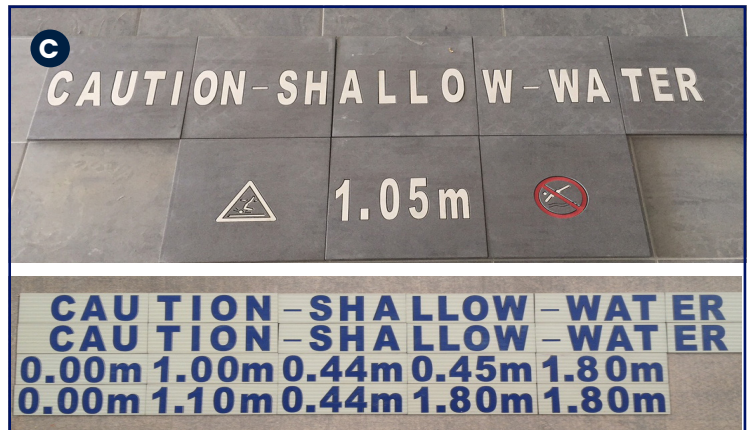 C
CAUTION-SHALLOW-WATER
1.05m
CAUTION-SHALLOW-WATER
CAUTION-SHALLOW-WATER
0.00m 1.00m 0.44m 0.45m 1.80m
0.00m 1.10m 0.44m 1.80m 1.80m